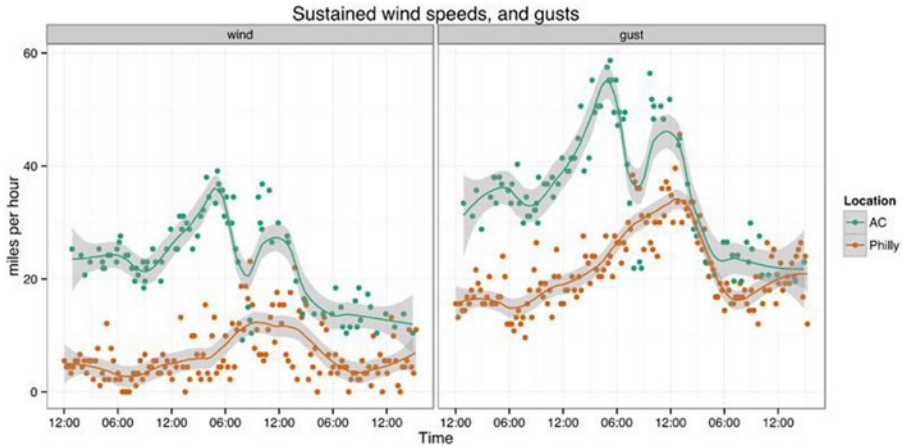 Sustained wind speeds, and gusts
wind
gust
miles per hour
60
40
20
0
Location
AC
Philly
12:00 06:00 12:00 06:00 12:00 06:00 12:00
12:00 06:00 12:00 06:00 12:00 06:00 12:00
Time